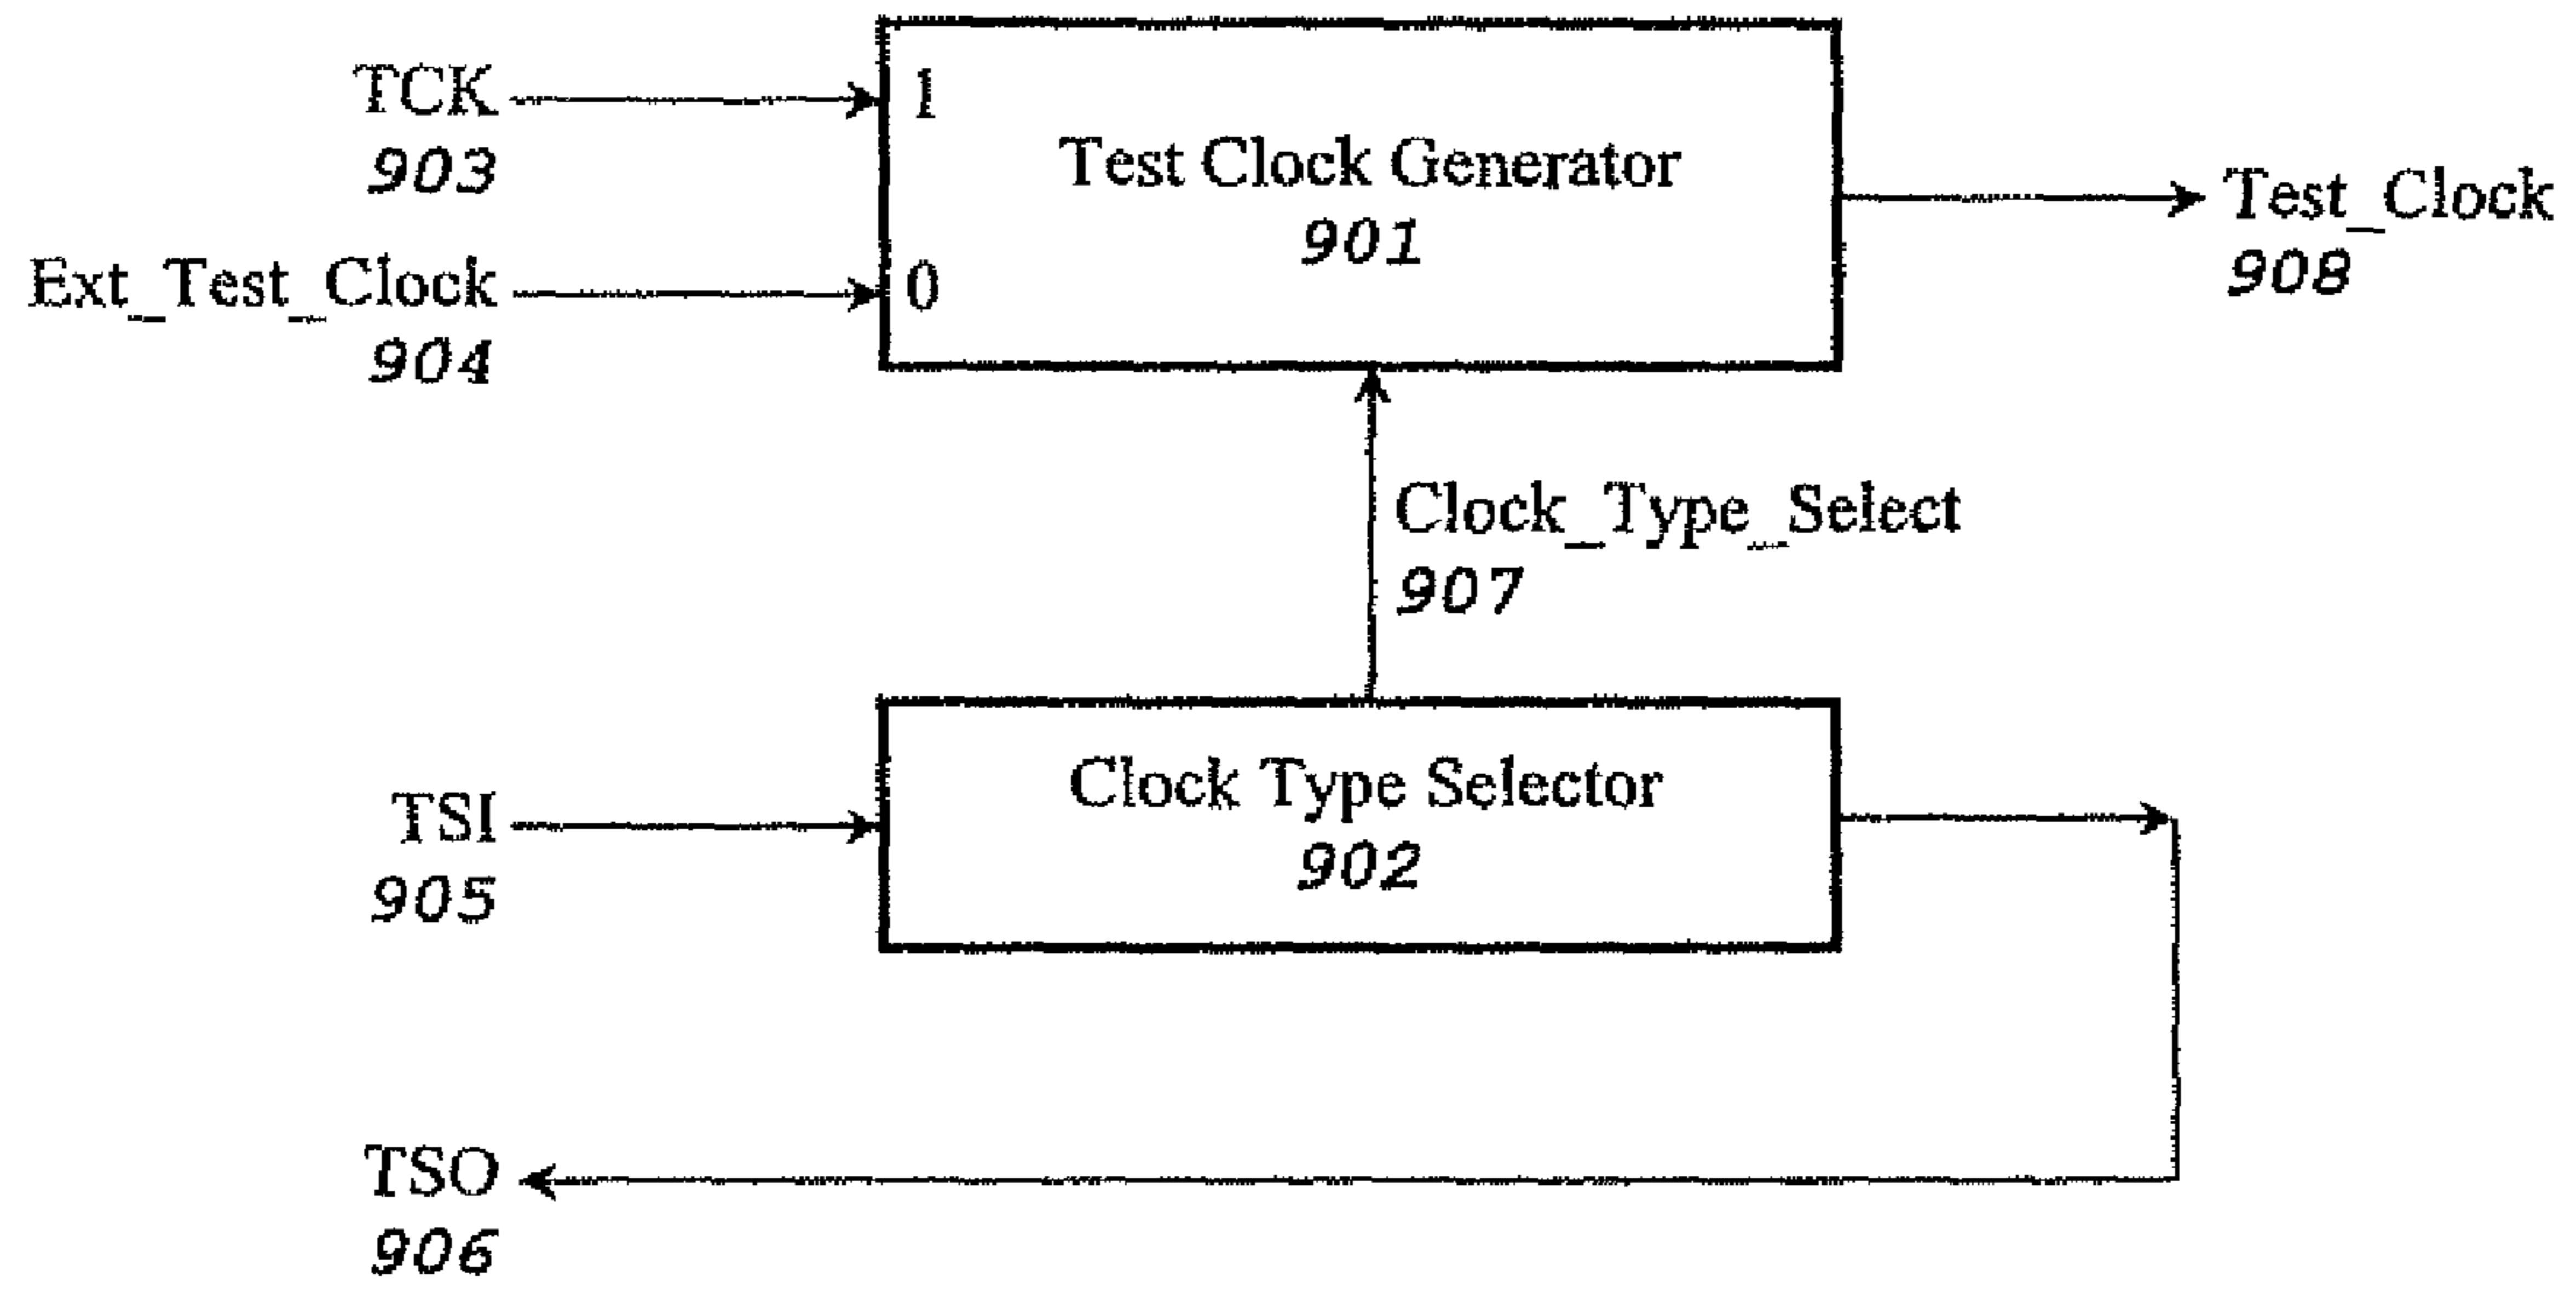 TCK
903
1
Test Clock Generator
901
Test_Clock
908
Ext_Test_Clock
904
0
Clock_Type_Select
907
TSI
905
Clock Type Selector
902
TSO
906